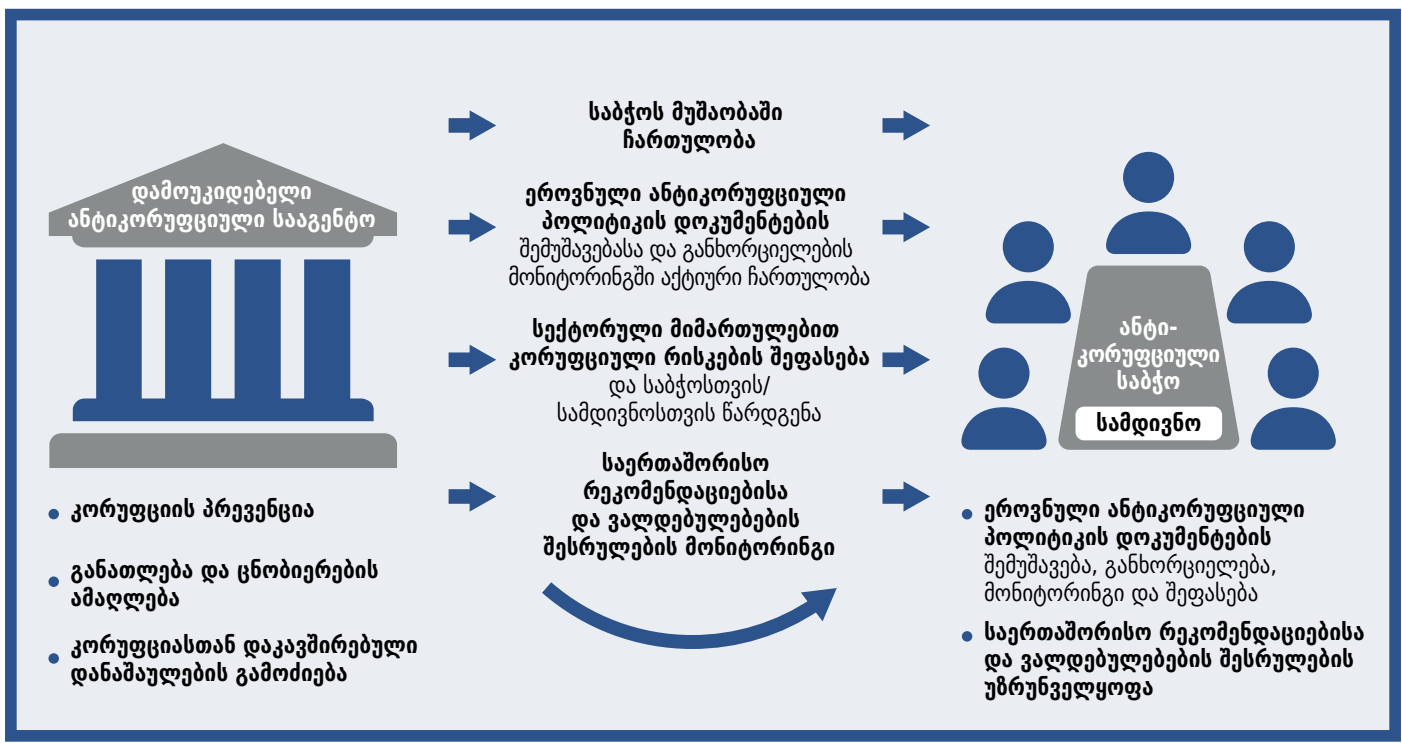 დამოუკიდებელი
ანტიკორუფციული სააგენტო
• კორუფციის პრევენცია
• განათლება და ცნობიერების
ამაღლება
• კორუფციასთან დაკავშირებული
დანაშაულების გამოძიება
საბჭოს მუშაობაში
ჩართულობა
ეროვნული ანტიკორუფციული
პოლიტიკის დოკუმენტების
შემუშავებასა და განხორციელების
მონიტორინგში აქტიური ჩართულობა
სექტორული მიმართულებით
კორუფციული რისკების შეფასება
და საბჭოსთვის/
სამდივნოსთვის წარდგენა
საერთაშორისო
რეკომენდაციებისა
და ვალდებულებების
შესრულების მონიტორინგი
ანტი-
კორუფციული
საბჭო
სამდივნო
• ეროვნული ანტიკორუფციული
პოლიტიკის დოკუმენტების
შემუშავება, განხორციელება,
მონიტორინგი და შეფასება
• საერთაშორისო რეკომენდაციებისა
და ვალდებულებების შესრულების
უზრუნველყოფა